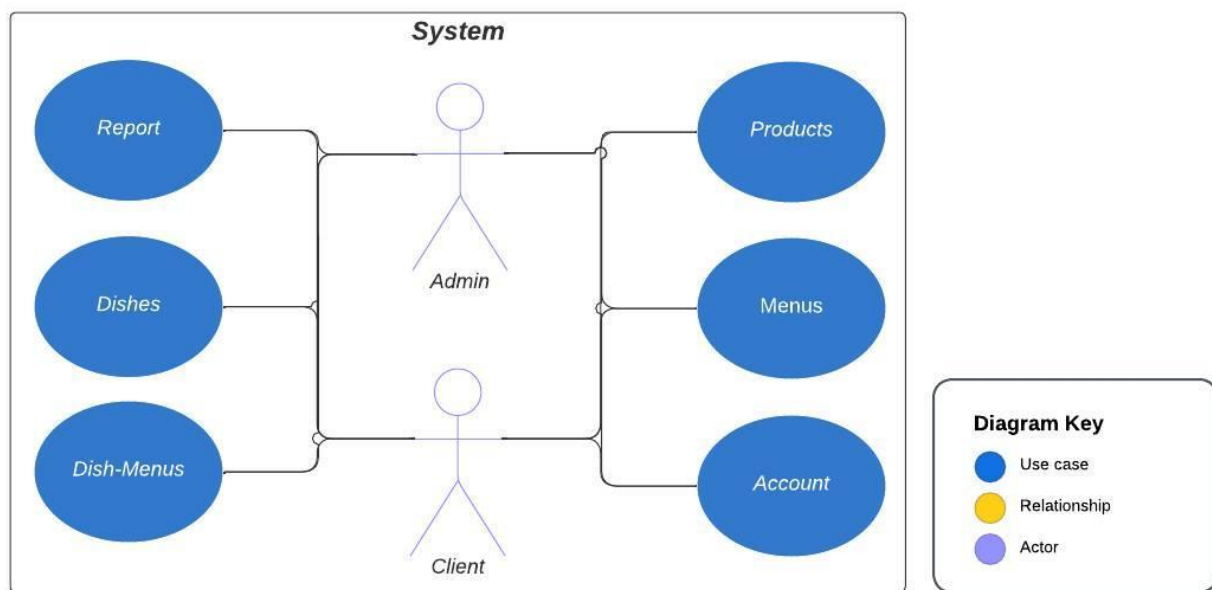 System
Report
Products
Admin
Dishes
Menus
Dish-Menus
Account
Client
Diagram Key
Use case
Relationship
Actor